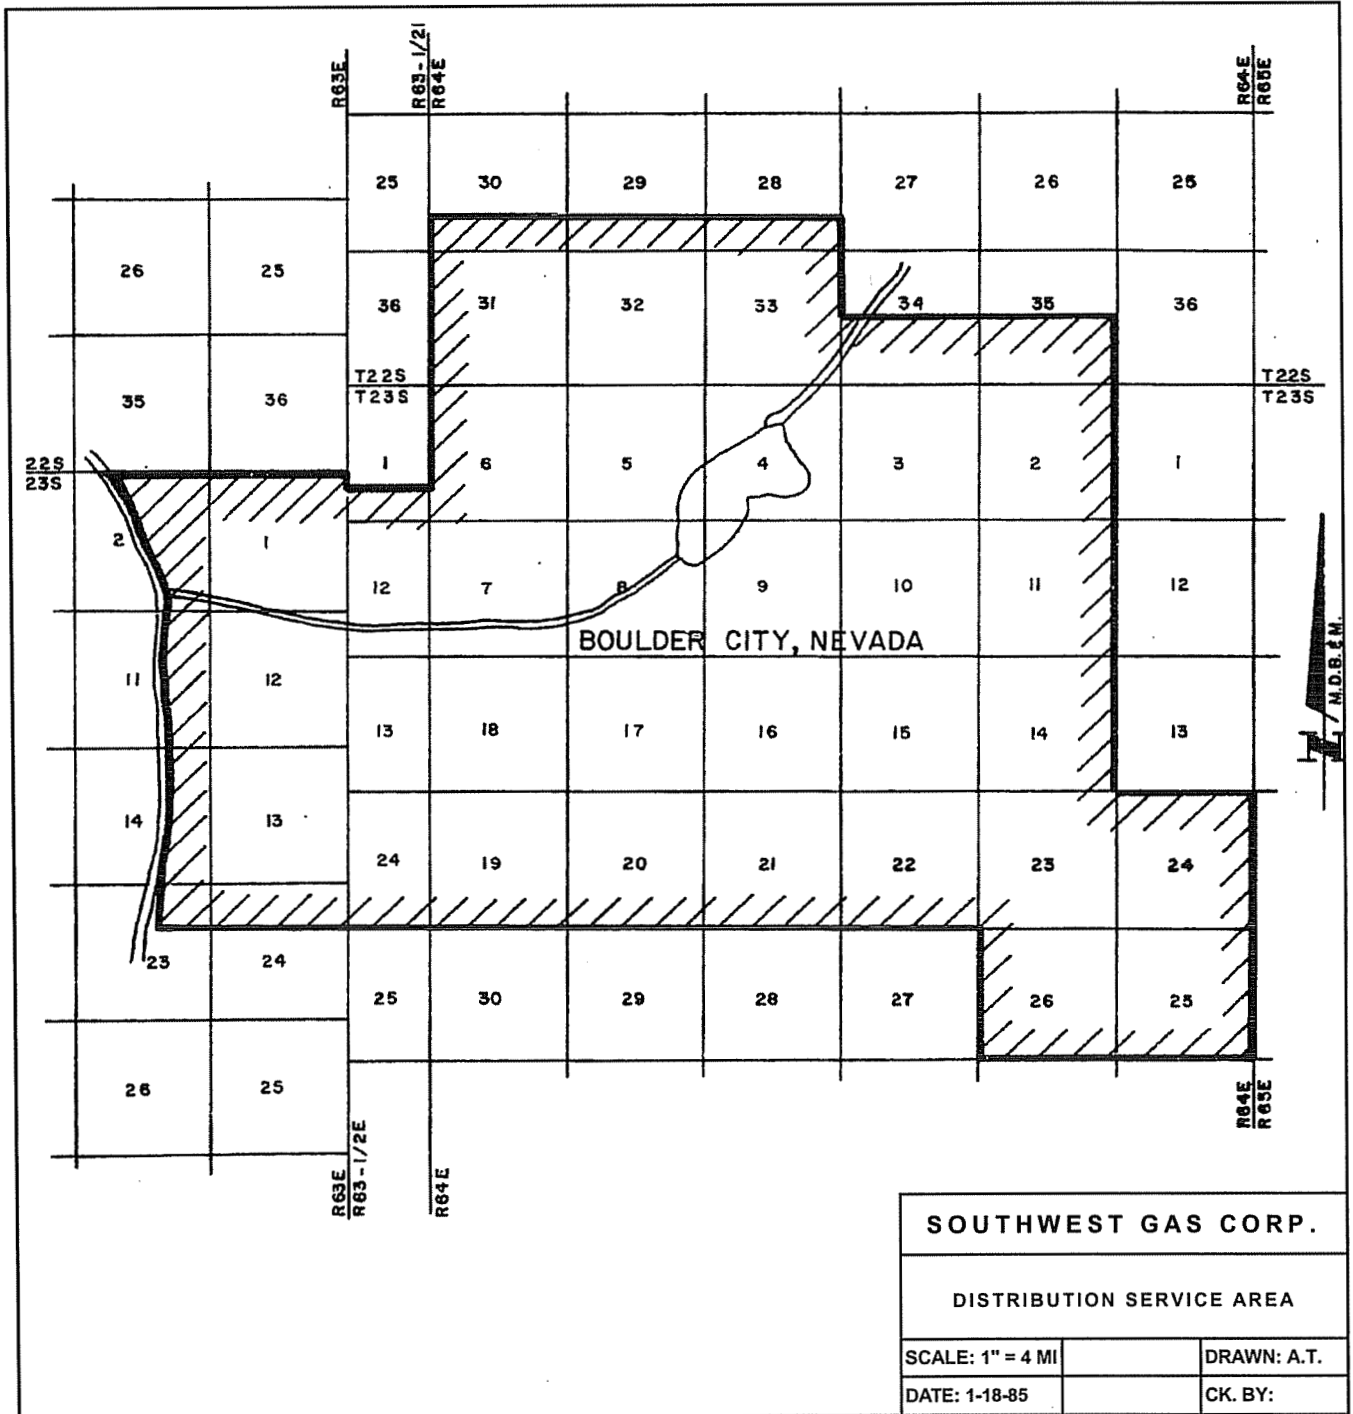 R63E
R63-1/2I
R64E
R64E
R65E
25 30 29 28 27 26 25
26 25
36 31 32 33 34 35 36
T22S
T23S
T22S
T23S
35 36
22S
23S
1 6 5 4 3 2 1
2 1
12 7 8 9 10 11 12
BOULDER CITY, NEVADA
M.D.B.&M.
11 12
13 18 17 16 15 14 13
N
14 13
24 19 20 21 22 23 24
23 24
25 30 29 28 27 26 25
26 25
R63E
R63-1/2E
R64E
R64E
R65E
SOUTHWEST GAS CORP.
DISTRIBUTION SERVICE AREA
SCALE: 1" = 4 MI DRAWN: A.T.
DATE: 1-18-85 CK. BY: